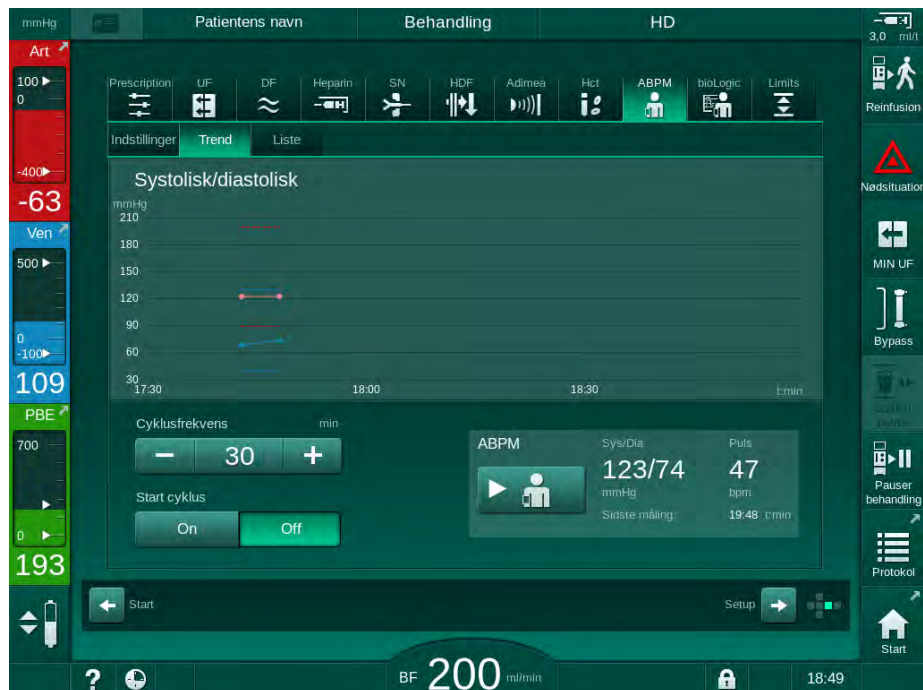 mmHg
Patientens navn
Behandling
HD
3,0 ml/t
Art
100
0
-400
-63
Ven
500
0
-100
109
PBE
700
0
193
Prescription
UF
DF
Heparin
SN
HDF
Adimea
Hct
ABPM
bioLogic
Limits
Indstillinger
Trend
Liste
Systolisk/diastolisk
mmHg
210
180
150
120
90
60
30
17:30
18:00
18:30
t:min
Cyklusfrekvens min
30
Start cyklus
On
Off
ABPM
Sys/Dia
Puls
123/74
47
mmHg
bpm
Sidste måling:
19:48 t:min
Start
Setup
Reinfusion
Nødsituation
MIN UF
Bypass
Pauser
behandling
Protokol
Start
?
BF 200 ml/min
18:49